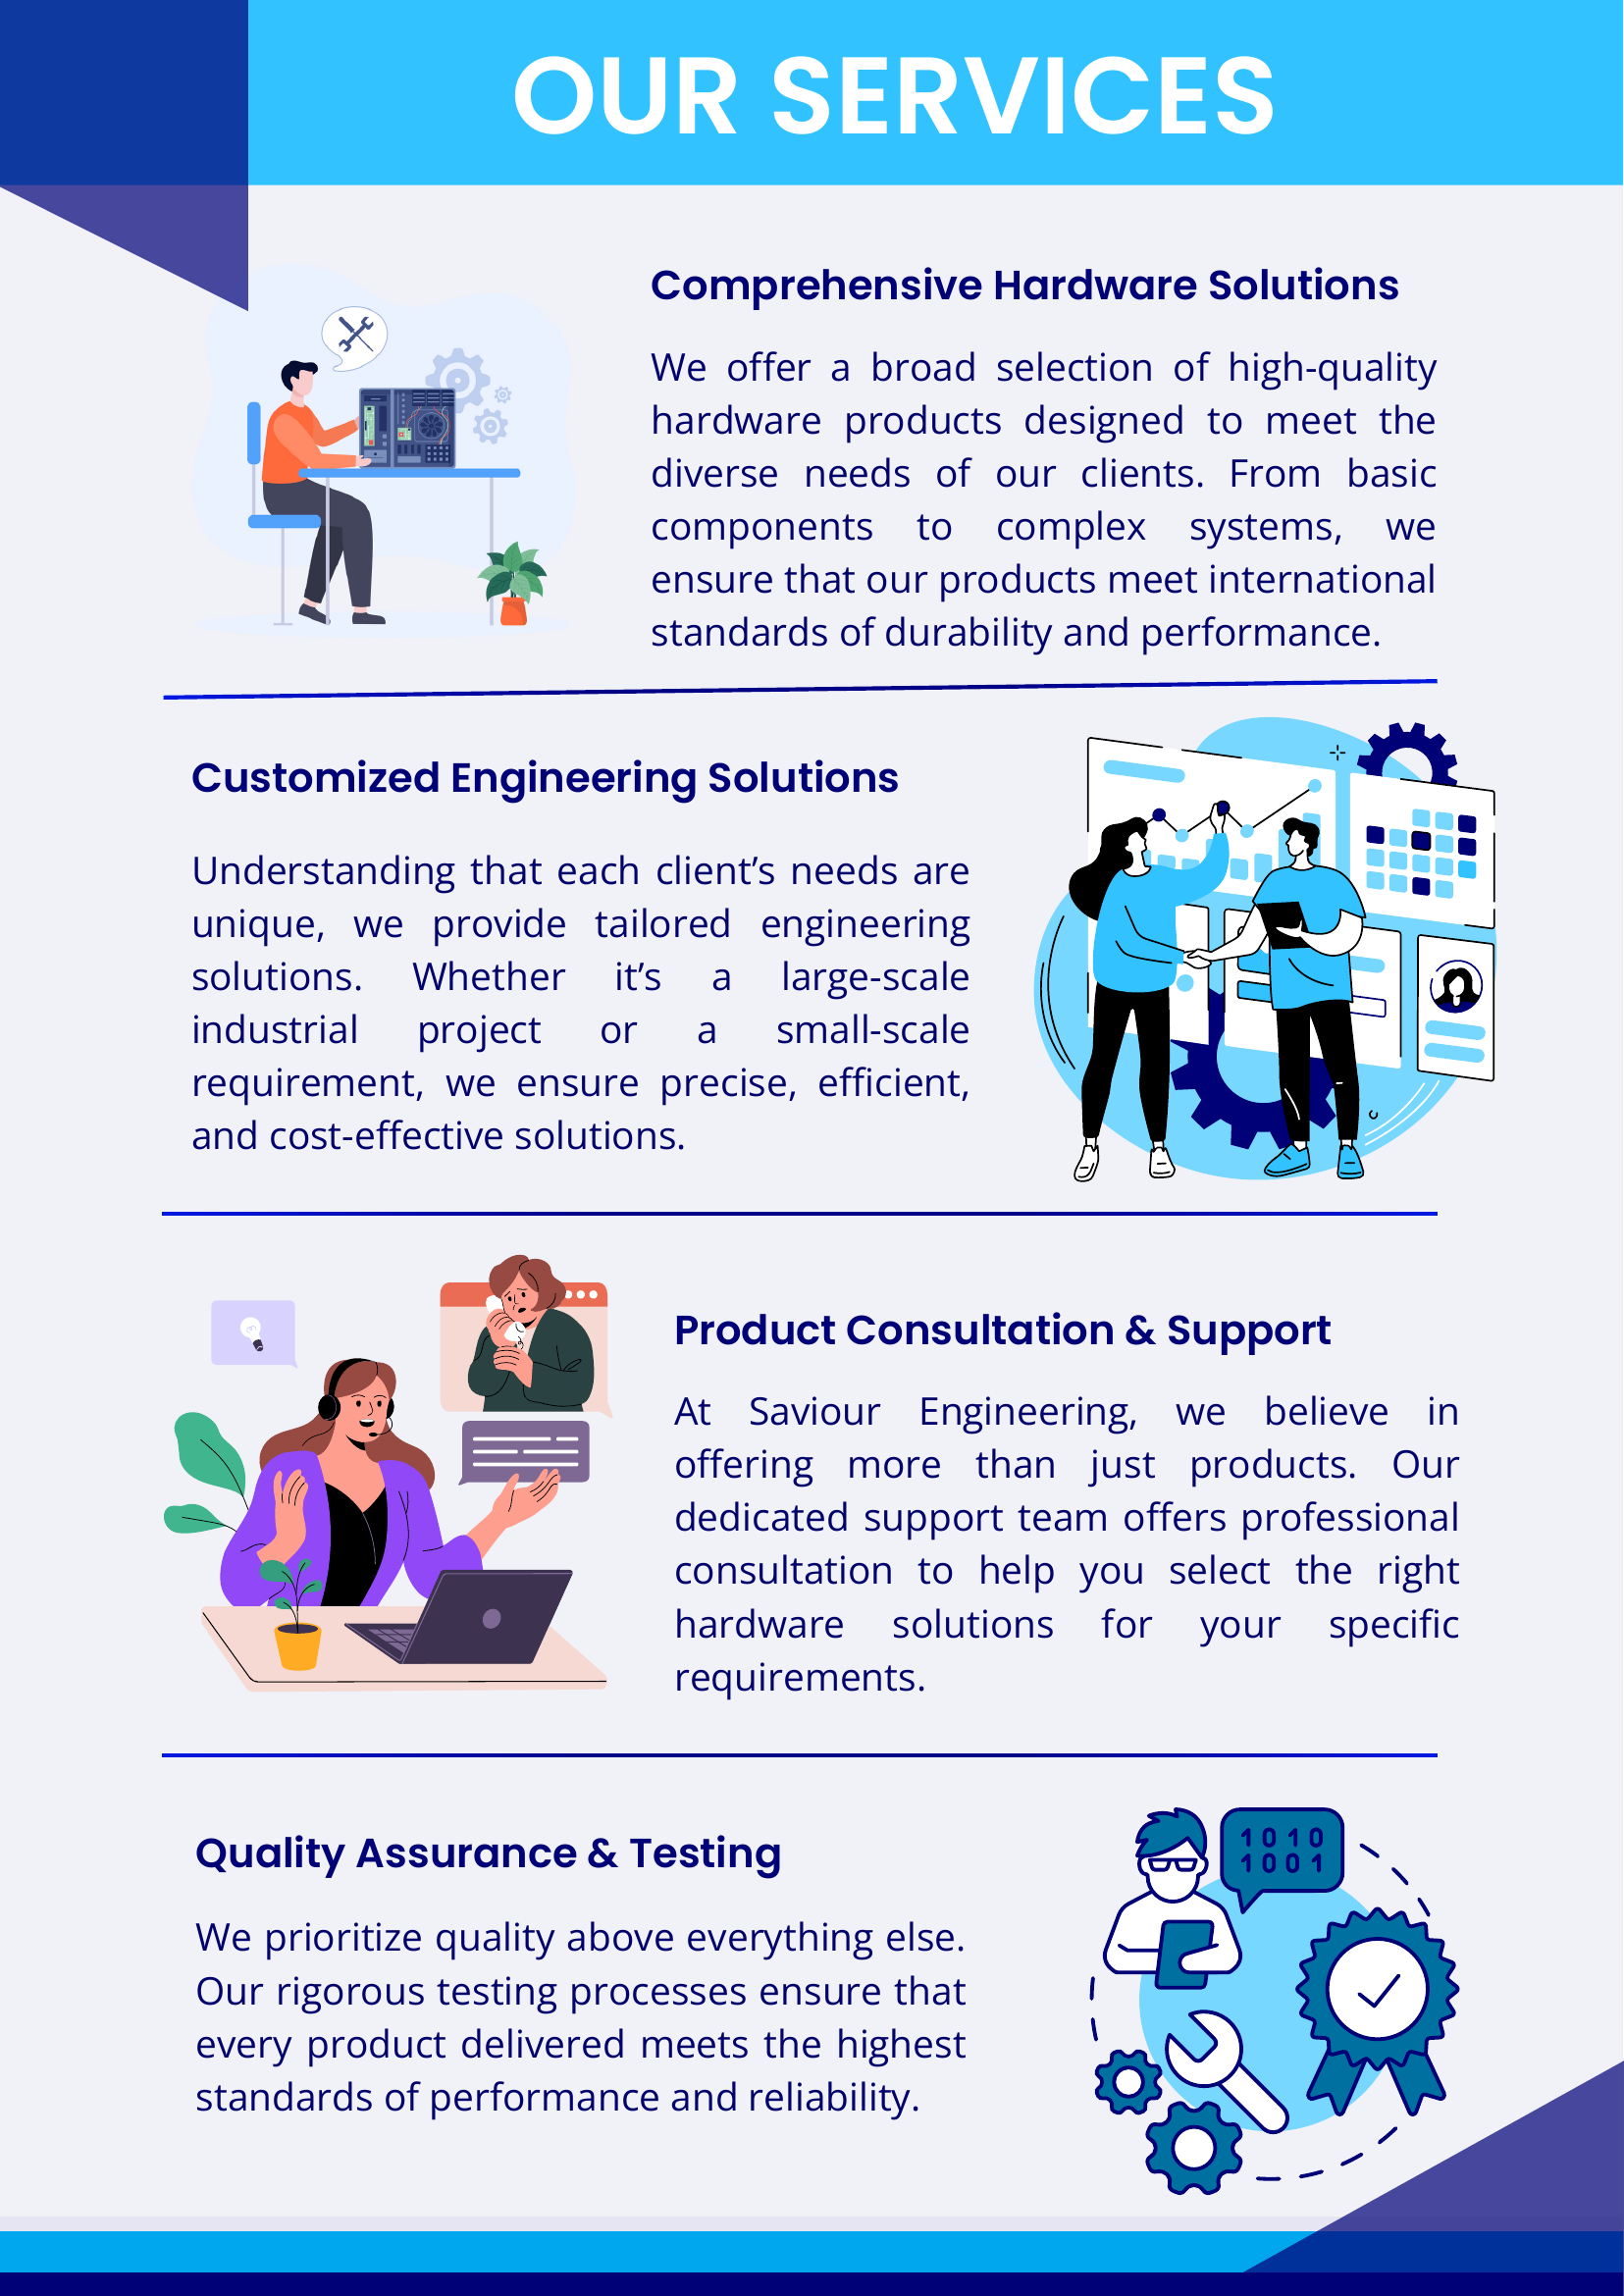 OUR SERVICES
Comprehensive Hardware Solutions
We offer a broad selection of high-quality
hardware products designed to meet the
diverse needs of our clients. From basic
components to complex systems, we
ensure that our products meet international
standards of durability and performance.
Customized Engineering Solutions
Understanding that each client’s needs are
unique, we provide tailored engineering
solutions. Whether it’s a large-scale
industrial project or a small-scale
requirement, we ensure precise, efficient,
and cost-effective solutions.
Product Consultation & Support
At Saviour Engineering, we believe in
offering more than just products. Our
dedicated support team offers professional
consultation to help you select the right
hardware solutions for your specific
requirements.
Quality Assurance & Testing
We prioritize quality above everything else.
Our rigorous testing processes ensure that
every product delivered meets the highest
standards of performance and reliability.
1010
1001